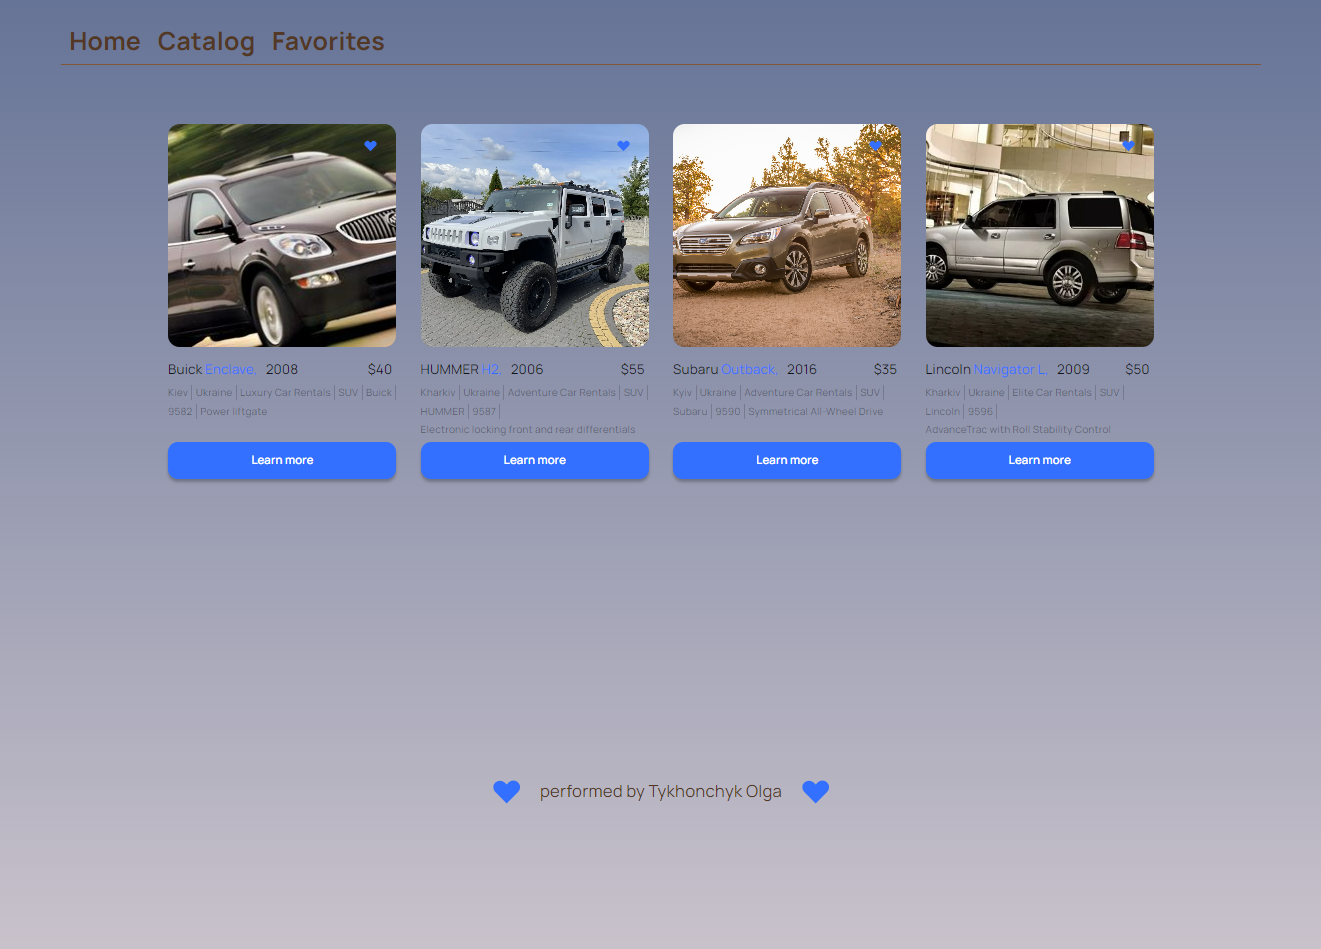 Home Catalog Favorites
Buick Enclave, 2008 $40
Kiev | Ukraine | Luxury Car Rentals | SUV | Buick |
9582 | Power liftgate
Learn more
HUMMER H2, 2006 $55
Kharkiv | Ukraine | Adventure Car Rentals | SUV |
HUMMER | 9587 |
Electronic locking front and rear differentials
Learn more
Subaru Outback, 2016 $35
Kyiv | Ukraine | Adventure Car Rentals | SUV |
Subaru | 9590 | Symmetrical All-Wheel Drive
Learn more
Lincoln Navigator L, 2009 $50
Kharkiv | Ukraine | Elite Car Rentals | SUV |
Lincoln | 9596 |
AdvanceTrac with Roll Stability Control
Learn more
performed by Tykhonchyk Olga